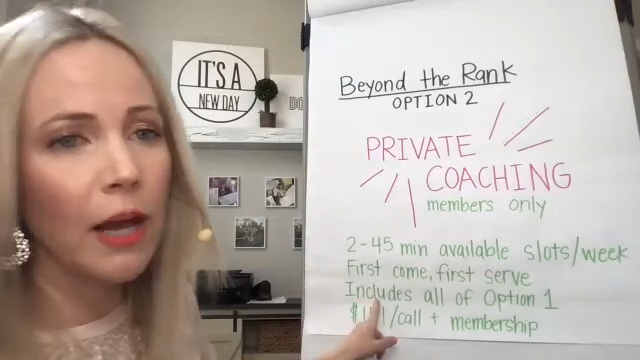 IT'S A
NEW DAY
DO
Beyond the Rank
OPTION 2
PRIVATE
COACHING
members only
2-45 min available slots/week
First come, first serve
Includes all of Option 1
/call + membership